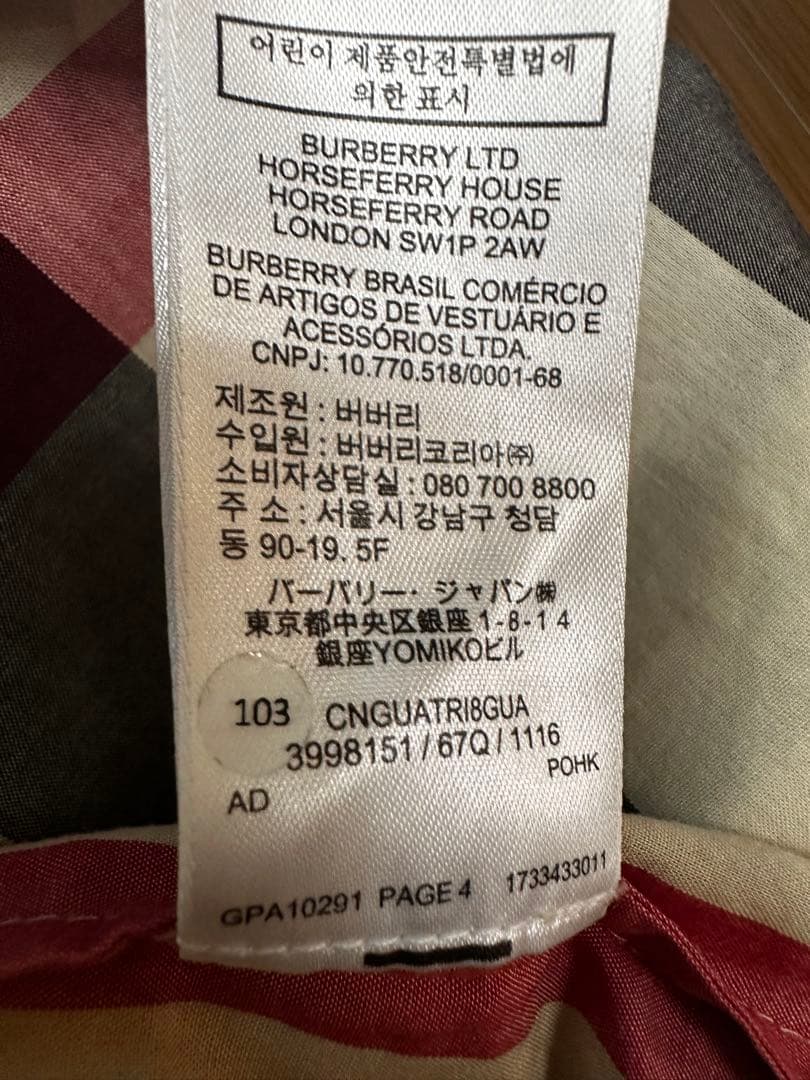 어린이 제품안전특별법에
의한 표시
BURBERRY LTD
HORSEFERRY HOUSE
HORSEFERRY ROAD
LONDON SW1P 2AW
BURBERRY BRASIL COMÉRCIO
DE ARTIGOS DE VESTUÁRIO E
ACESSÓRIOS LTDA.
CNPJ: 10.770.518/0001-68
제조원 : 버버리
수입원 : 버버리코리아㈜
소비자상담실 : 080 700 8800
주 소 : 서울시 강남구 청담
동 90-19. 5F
バーバリー・ジャパン㈱
東京都中央区銀座 1-8-14
銀座YOMIKOビル
103 CNGUATRI8GUA
3998151 / 67Q / 1116
POHK
AD
GPA10291 PAGE 4 1733433011